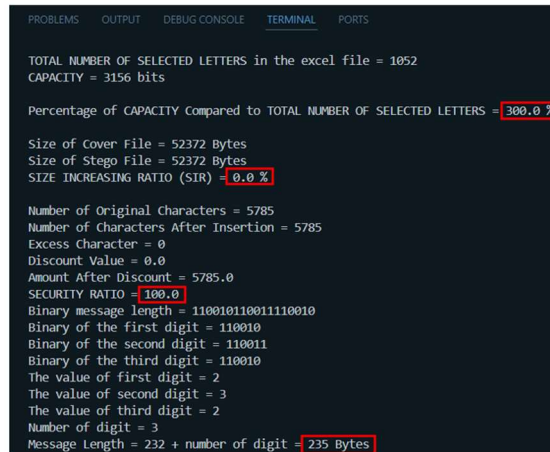 PROBLEMS OUTPUT DEBUG CONSOLE TERMINAL PORTS
TOTAL NUMBER OF SELECTED LETTERS in the excel file = 1052
CAPACITY = 3156 bits
Percentage of CAPACITY Compared to TOTAL NUMBER OF SELECTED LETTERS = 300.0 %
Size of Cover File = 52372 Bytes
Size of Stego File = 52372 Bytes
SIZE INCREASING RATIO (SIR) = 0.0 %
Number of Original Characters = 5785
Number of Characters After Insertion = 5785
Excess Character = 0
Discount Value = 0.0
Amount After Discount = 5785.0
SECURITY RATIO = 100.0
Binary message length = 110010110011110010
Binary of the first digit = 110010
Binary of the second digit = 110011
Binary of the third digit = 110010
The value of first digit = 2
The value of second digit = 3
The value of third digit = 2
Number of digit = 3
Message Length = 232 + number of digit = 235 Bytes